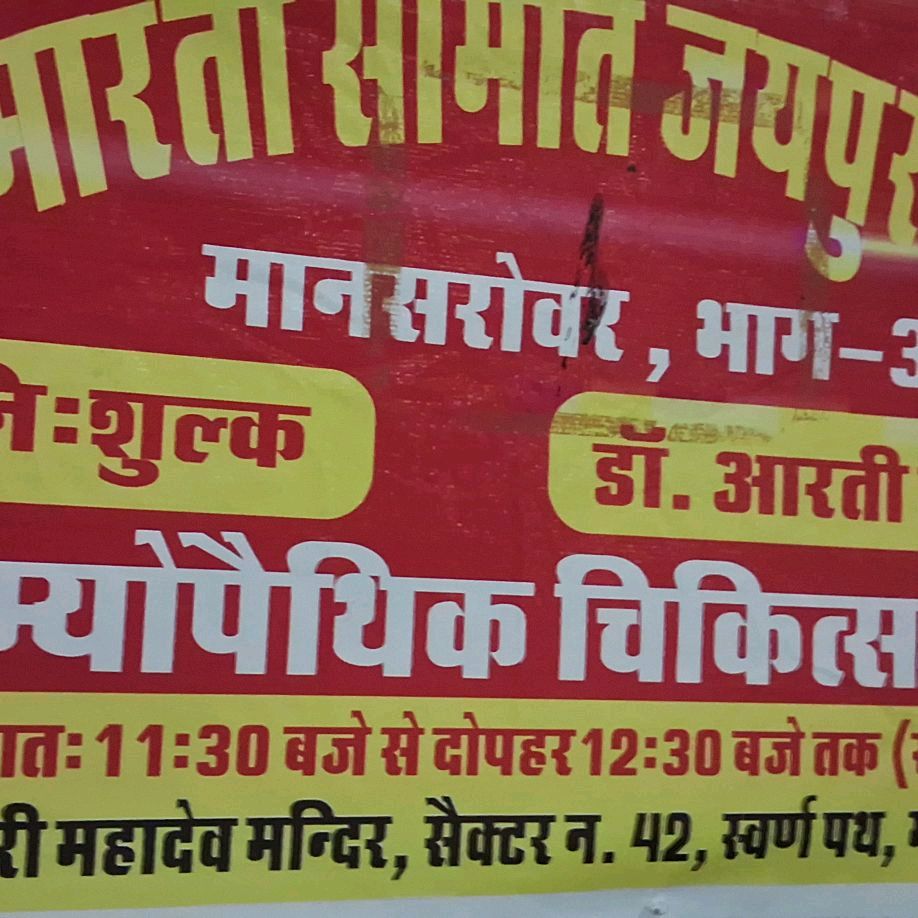 भारती समिति जयपुर
मानसरोवर, भाग-3
नि:शुल्क
डॉ. आरती
म्योपैथिक चिकित्स
ात: 11:30 बजे से दोपहर 12:30 बजे तक (
री महादेव मन्दिर, सैक्टर न. 42, स्वर्ण पथ,